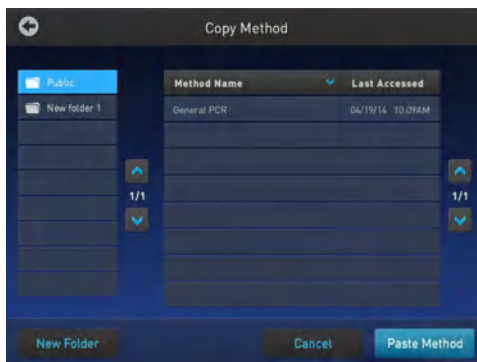 Copy Method
Public
New folder 1
1/1
Method Name Last Accessed
General PCR 04/19/14 10:09AM
1/1
New Folder Cancel Paste Method